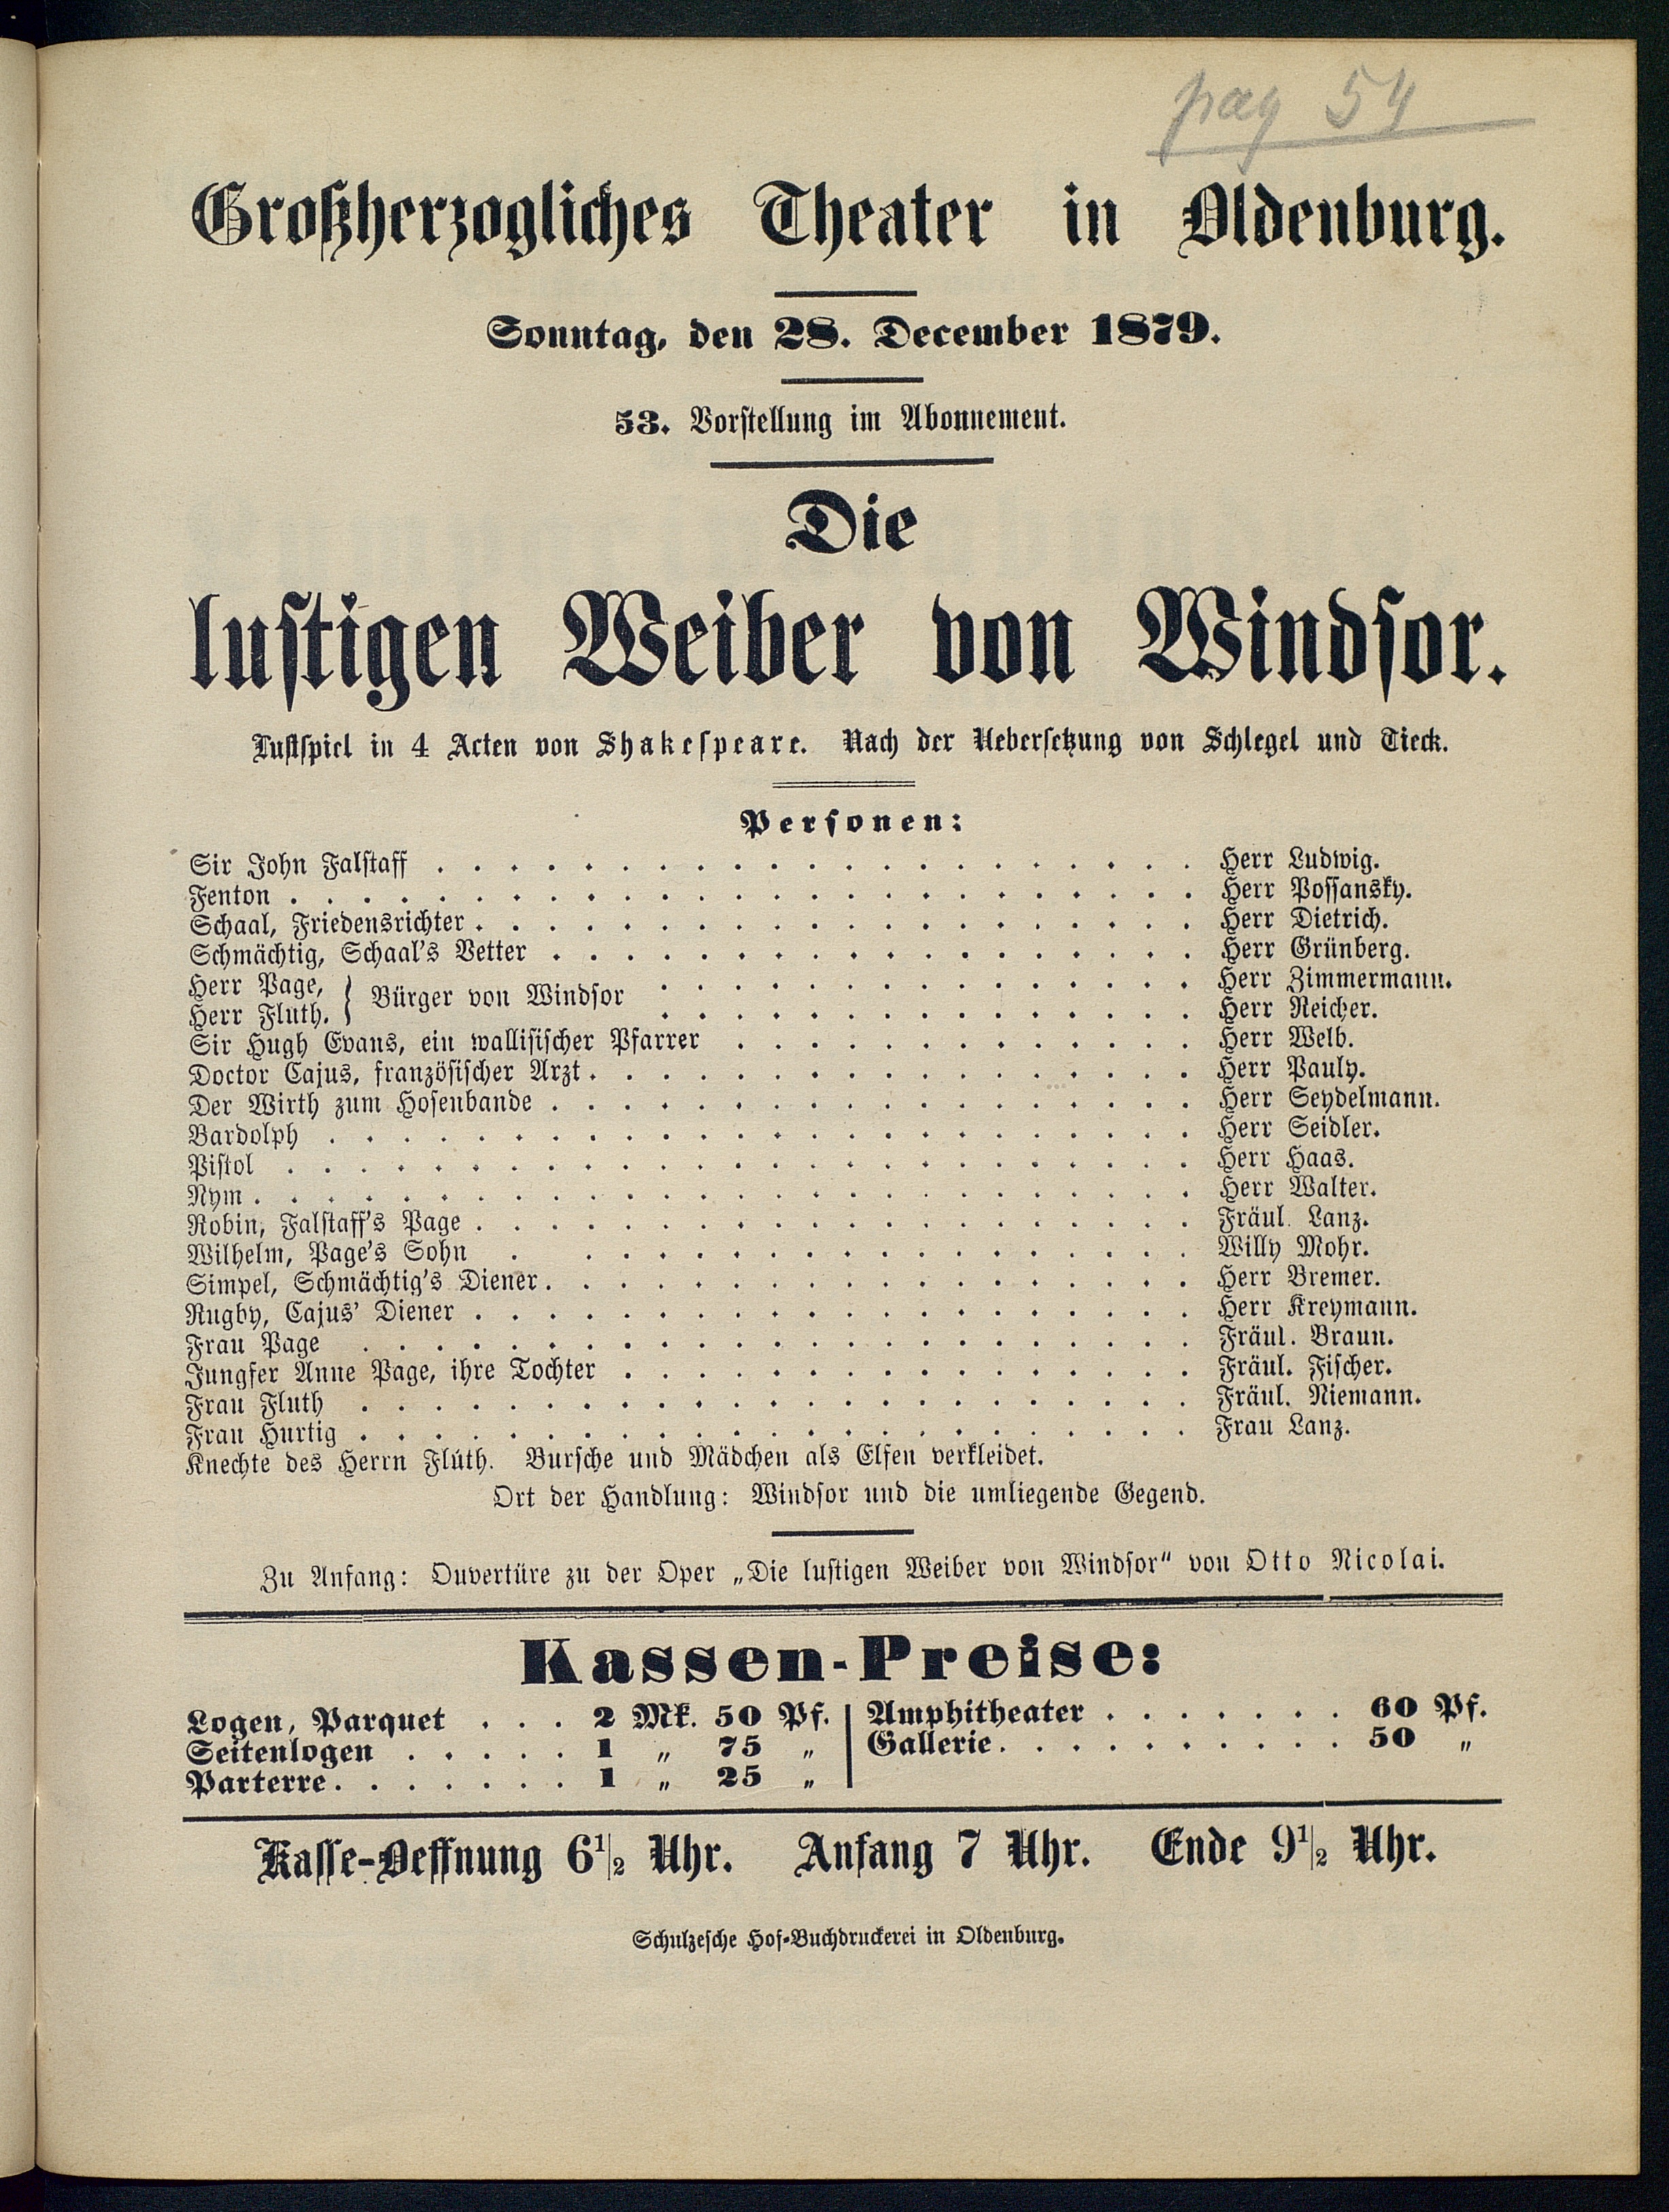 pag 54
Großherzogliches Theater in Oldenburg.
Sonntag, den 28. December 1879.
53. Vorstellung im Abonnement.
Die
lustigen Weiber von Windsor.
Lustspiel in 4 Acten von Shakespeare. Nach der Uebersetzung von Schlegel und Tieck.
Personen:
Sir John Falstaff . . . . . . . . . . Herr Ludwig.
Fenton . . . . . . . . . . Herr Possansky.
Schaal, Friedensrichter . . . . . . . . . . Herr Dietrich.
Schmächtig, Schaal's Vetter . . . . . . . . . . Herr Grünberg.
Herr Page, } Bürger von Windsor . . . . . . . . . . Herr Zimmermann.
Herr Fluth. } . . . . . . . . . . Herr Reicher.
Sir Hugh Evans, ein wallisischer Pfarrer . . . . . . . . . . Herr Welb.
Doctor Cajus, französischer Arzt . . . . . . . . . . Herr Pauly.
Der Wirth zum Hosenbande . . . . . . . . . . Herr Seydelmann.
Bardolph . . . . . . . . . . Herr Seidler.
Pistol . . . . . . . . . . Herr Haas.
Nym . . . . . . . . . . Herr Walter.
Robin, Falstaff's Page . . . . . . . . . . Fräul. Lanz.
Wilhelm, Page's Sohn . . . . . . . . . . Willy Mohr.
Simpel, Schmächtig's Diener . . . . . . . . . . Herr Bremer.
Rugby, Cajus' Diener . . . . . . . . . . Herr Kreymann.
Frau Page . . . . . . . . . . Fräul. Braun.
Jungfer Anne Page, ihre Tochter . . . . . . . . . . Fräul. Fischer.
Frau Fluth . . . . . . . . . . Fräul. Niemann.
Frau Hurtig . . . . . . . . . . Frau Lanz.
Knechte des Herrn Fluth. Bursche und Mädchen als Elfen verkleidet.
Ort der Handlung: Windsor und die umliegende Gegend.
Zu Anfang: Ouvertüre zu der Oper „Die lustigen Weiber von Windsor" von Otto Nicolai.
Kassen-Preise:
Logen, Parquet . . . 2 Mk. 50 Pf. | Amphitheater . . . . . . . 60 Pf.
Seitenlogen . . . . . 1 „ 75 „ | Gallerie . . . . . . . . . . 50 „
Parterre . . . . . . . 1 „ 25 „
Kasse-Oeffnung 6½ Uhr. Anfang 7 Uhr. Ende 9½ Uhr.
Schulzesche Hof-Buchdruckerei in Oldenburg.